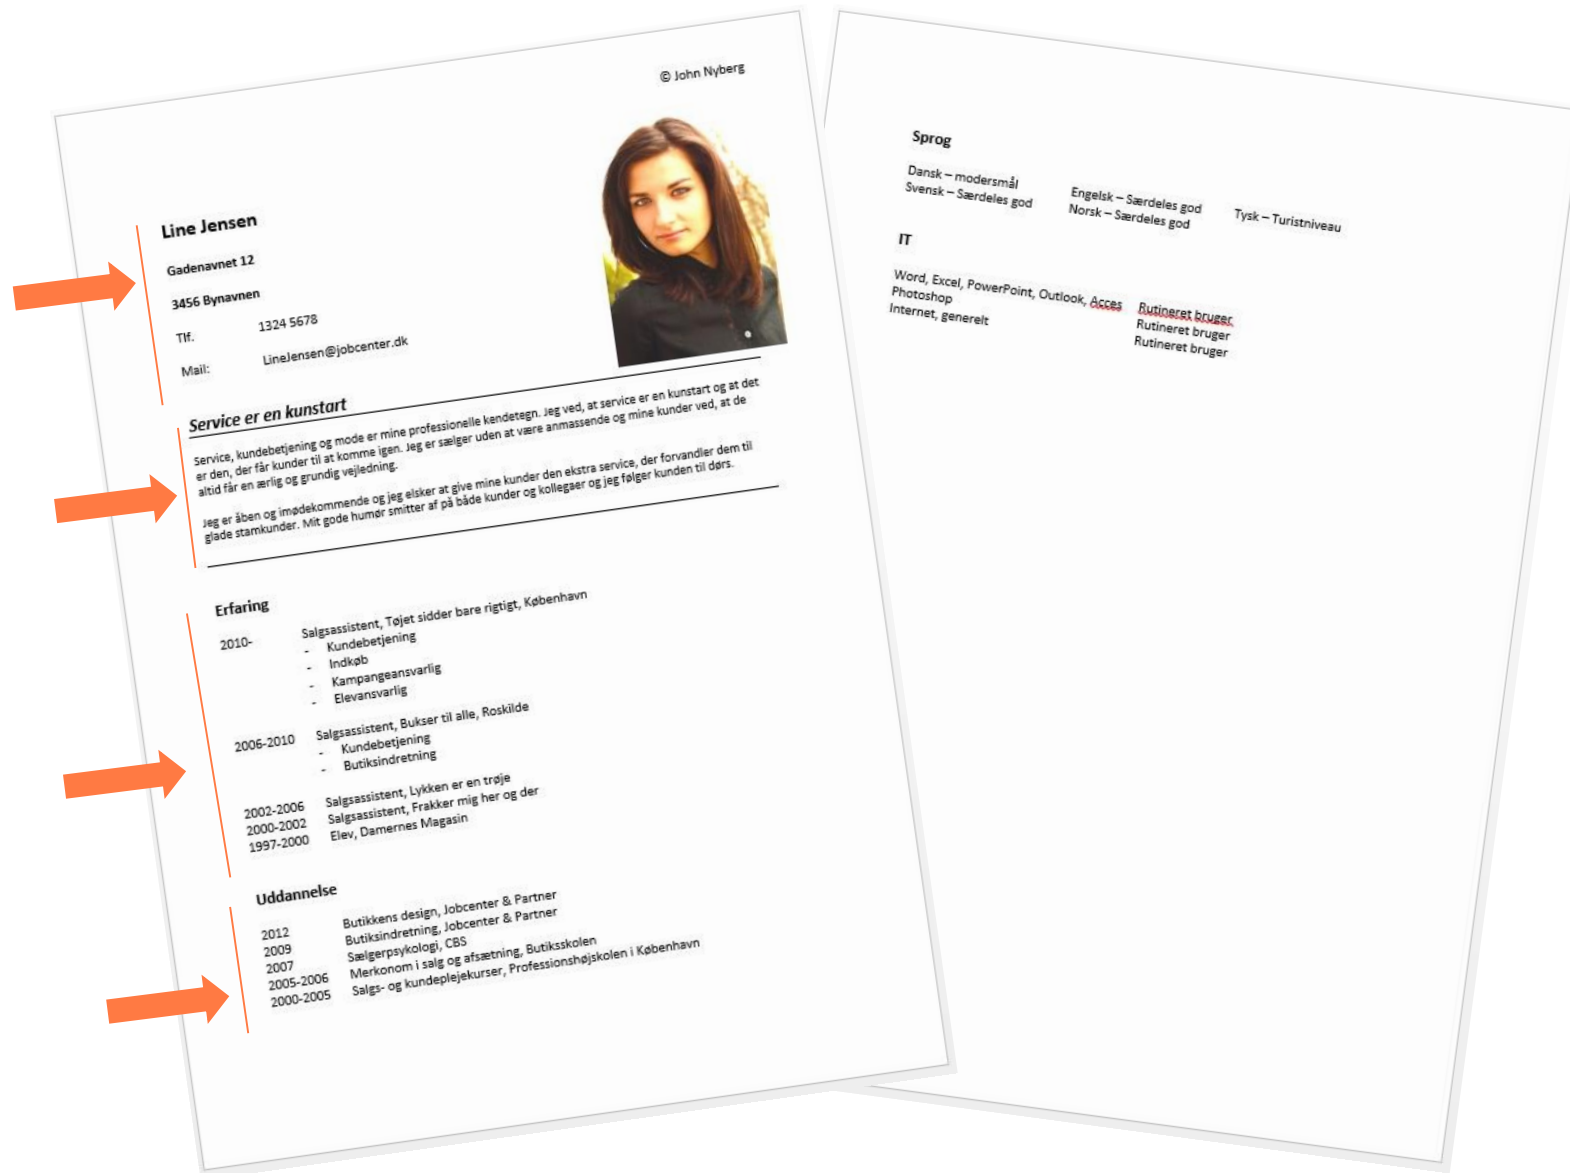 © John Nyberg
Line Jensen
Gadenavnet 12
3456 Bynavnen
Tlf. 1324 5678
Mail: LineJensen@jobcenter.dk
Service er en kunstart
Service, kundebetjening og mode er mine professionelle kendetegn. Jeg ved, at service er en kunstart og at det
er den, der får kunder til at komme igen. Jeg er sælger uden at være anmassende og mine kunder ved, at de
altid får en ærlig og grundig vejledning.
Jeg er åben og imødekommende og jeg elsker at give mine kunder den ekstra service, der forvandler dem til
glade stamkunder. Mit gode humør smitter af på både kunder og kollegaer og jeg følger kunden til dørs.
Erfaring
2010- Salgsassistent, Tøjet sidder bare rigtigt, København
- Kundebetjening
- Indkøb
- Kampangeansvarlig
- Elevansvarlig
2006-2010 Salgsassistent, Bukser til alle, Roskilde
- Kundebetjening
- Butiksindretning
2002-2006 Salgsassistent, Lykken er en trøje
2000-2002 Salgsassistent, Frakker mig her og der
1997-2000 Elev, Damernes Magasin
Uddannelse
2012 Butikkens design, Jobcenter & Partner
2009 Butiksindretning, Jobcenter & Partner
2007 Sælgerpsykologi, CBS
2005-2006 Merkonom i salg og afsætning, Butiksskolen
2000-2005 Salgs- og kundeplejekurser, Professionshøjskolen i København
Sprog
Dansk – modersmål Engelsk – Særdeles god Tysk – Turistniveau
Svensk – Særdeles god Norsk – Særdeles god
IT
Word, Excel, PowerPoint, Outlook, Acces Rutineret bruger
Photoshop Rutineret bruger
Internet, generelt Rutineret bruger